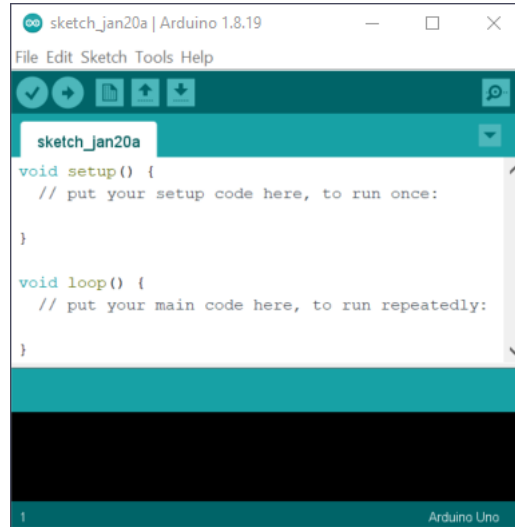 sketch_jan20a | Arduino 1.8.19
File Edit Sketch Tools Help
sketch_jan20a
void setup() {
  // put your setup code here, to run once:
}
void loop() {
  // put your main code here, to run repeatedly:
}
1 Arduino Uno